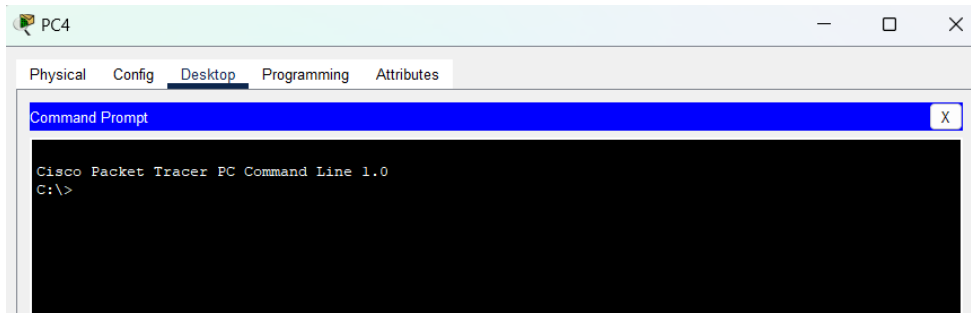 PC4
Physical Config Desktop Programming Attributes
Command Prompt
X
Cisco Packet Tracer PC Command Line 1.0
C:\>